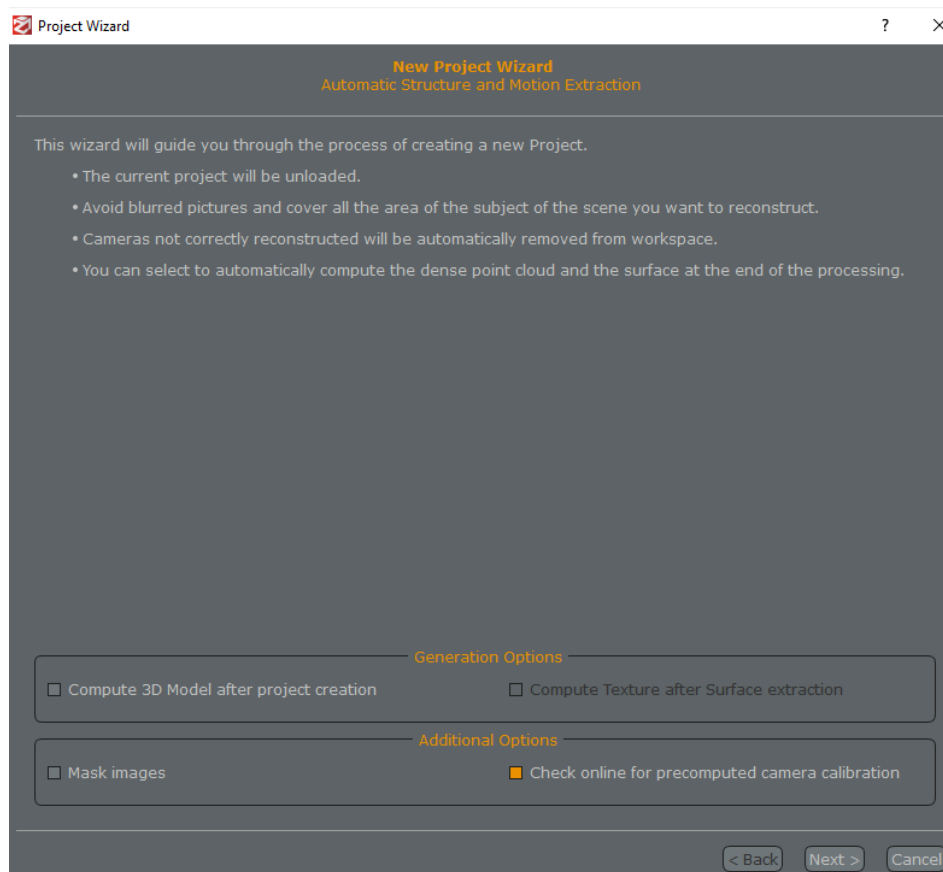 Project Wizard
New Project Wizard
Automatic Structure and Motion Extraction
This wizard will guide you through the process of creating a new Project.
• The current project will be unloaded.
• Avoid blurred pictures and cover all the area of the subject of the scene you want to reconstruct.
• Cameras not correctly reconstructed will be automatically removed from workspace.
• You can select to automatically compute the dense point cloud and the surface at the end of the processing.
Generation Options
Compute 3D Model after project creation
Compute Texture after Surface extraction
Additional Options
Mask images
Check online for precomputed camera calibration
< Back
Next >
Cancel